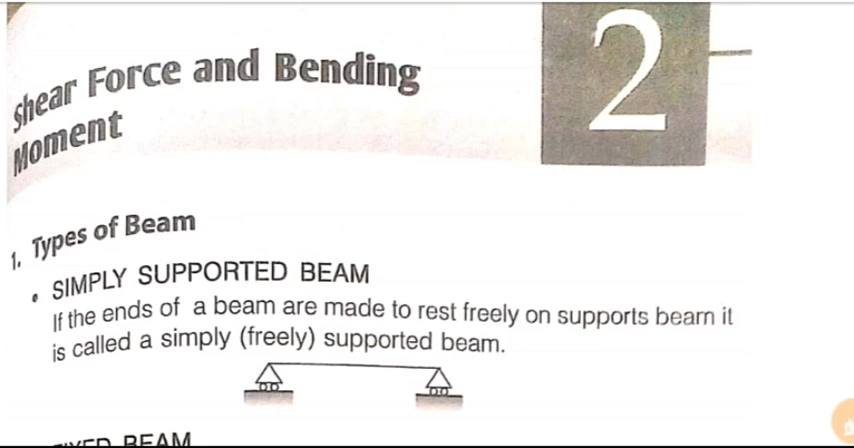 Shear Force and Bending
Moment
2
1. Types of Beam
• SIMPLY SUPPORTED BEAM
If the ends of a beam are made to rest freely on supports beam it
is called a simply (freely) supported beam.
BEAM